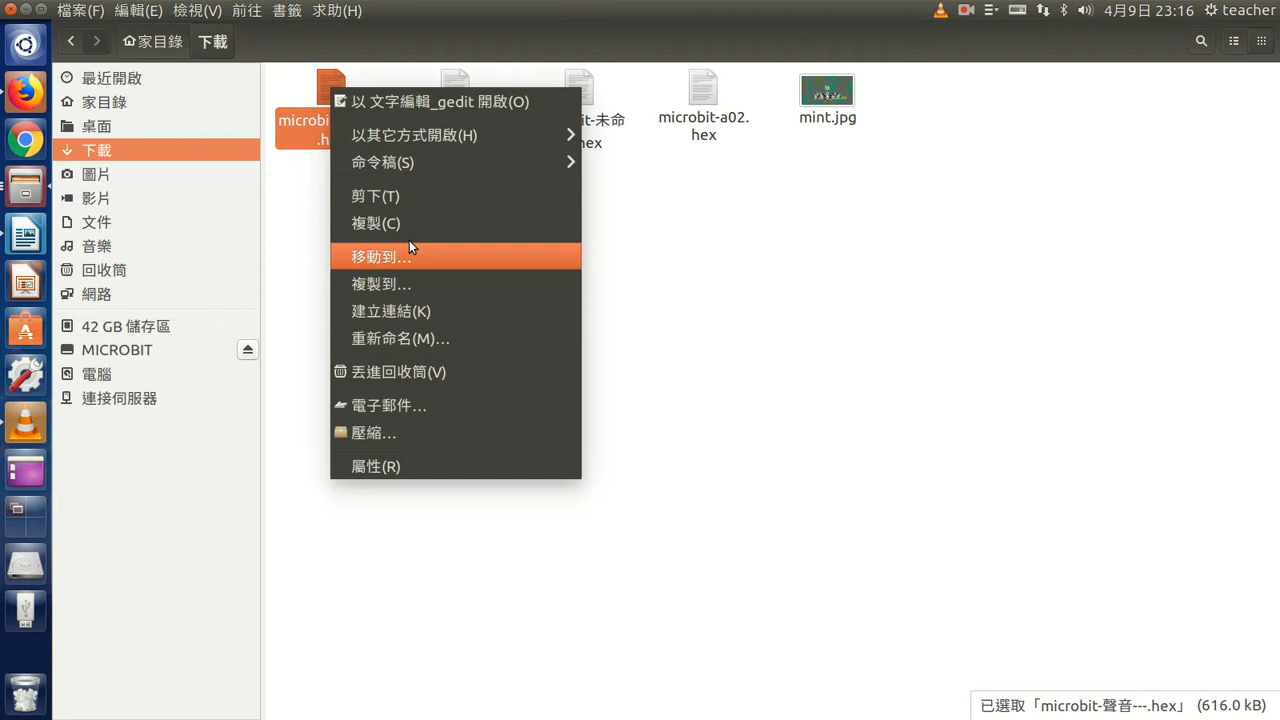 檔案(F) 編輯(E) 檢視(V) 前往 書籤 求助(H)
4月9日 23:16 teacher
家目錄 下載
最近開啟
家目錄
桌面
下載
圖片
影片
文件
音樂
回收筒
網路
42 GB 儲存區
MICROBIT
電腦
連接伺服器
microbi
.h
it-未命
hex
microbit-a02.
hex
mint.jpg
以 文字編輯_gedit 開啟(O)
以其它方式開啟(H)
命令稿(S)
剪下(T)
複製(C)
移動到…
複製到…
建立連結(K)
重新命名(M)…
丟進回收筒(V)
電子郵件…
壓縮…
屬性(R)
已選取「microbit-聲音---.hex」 (616.0 kB)